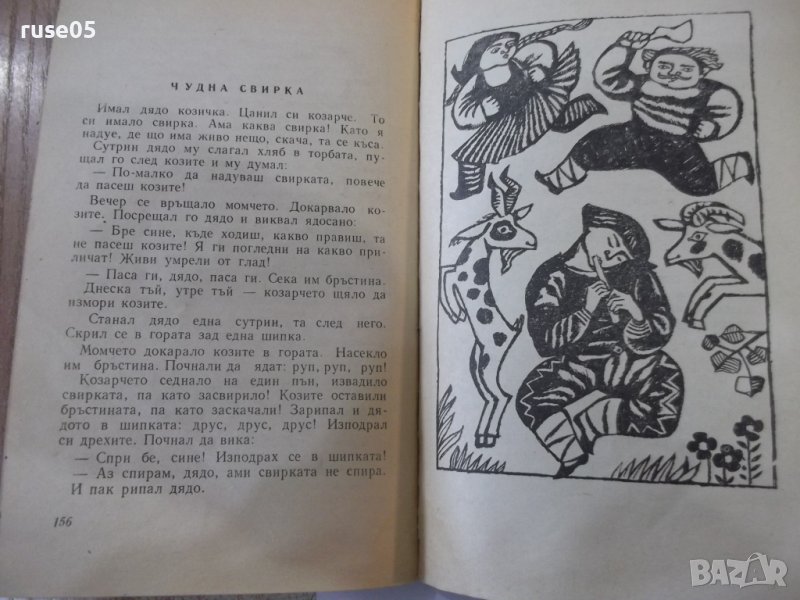 ruse05
ЧУДНА СВИРКА
Имал дядо козичка. Цанил си козарче. То
си имало свирка. Ама каква свирка! Като я
надуе, де що има живо нещо, скача, та се къса.
Сутрин дядо му слагал хляб в торбата, пу-
щал го след козите и му думал:
— По-малко да надуваш свирката, повече
да пасеш козите!
Вечер се връщало момчето. Докарвало ко-
зите. Посрещал го дядо и виквал ядосано:
— Бре сине, къде ходиш, какво правиш, та
не пасеш козите! Я ги погледни на какво при-
личат! Живи умрели от глад!
— Паса ги, дядо, паса ги. Сека им бръстина.
Днеска тъй, утре тъй — козарчето щяло да
измори козите.
Станал дядо една сутрин, та след него.
Скрил се в гората зад една шипка.
Момчето докарало козите в гората. Насекло
им бръстина. Почнали да ядат: руп, руп, руп!
Козарчето седнало на един пън, извадило
свирката, па като засвирило! Козите оставили
бръстината, па като заскачали! Зарипал и дя-
дото в шипката: друс, друс, друс! Изподрал
си дрехите. Почнал да вика:
— Спри бе, сине! Изподрах се в шипката!
— Аз спирам, дядо, ами свирката не спира.
И пак рипал дядо.
156
BAZAR